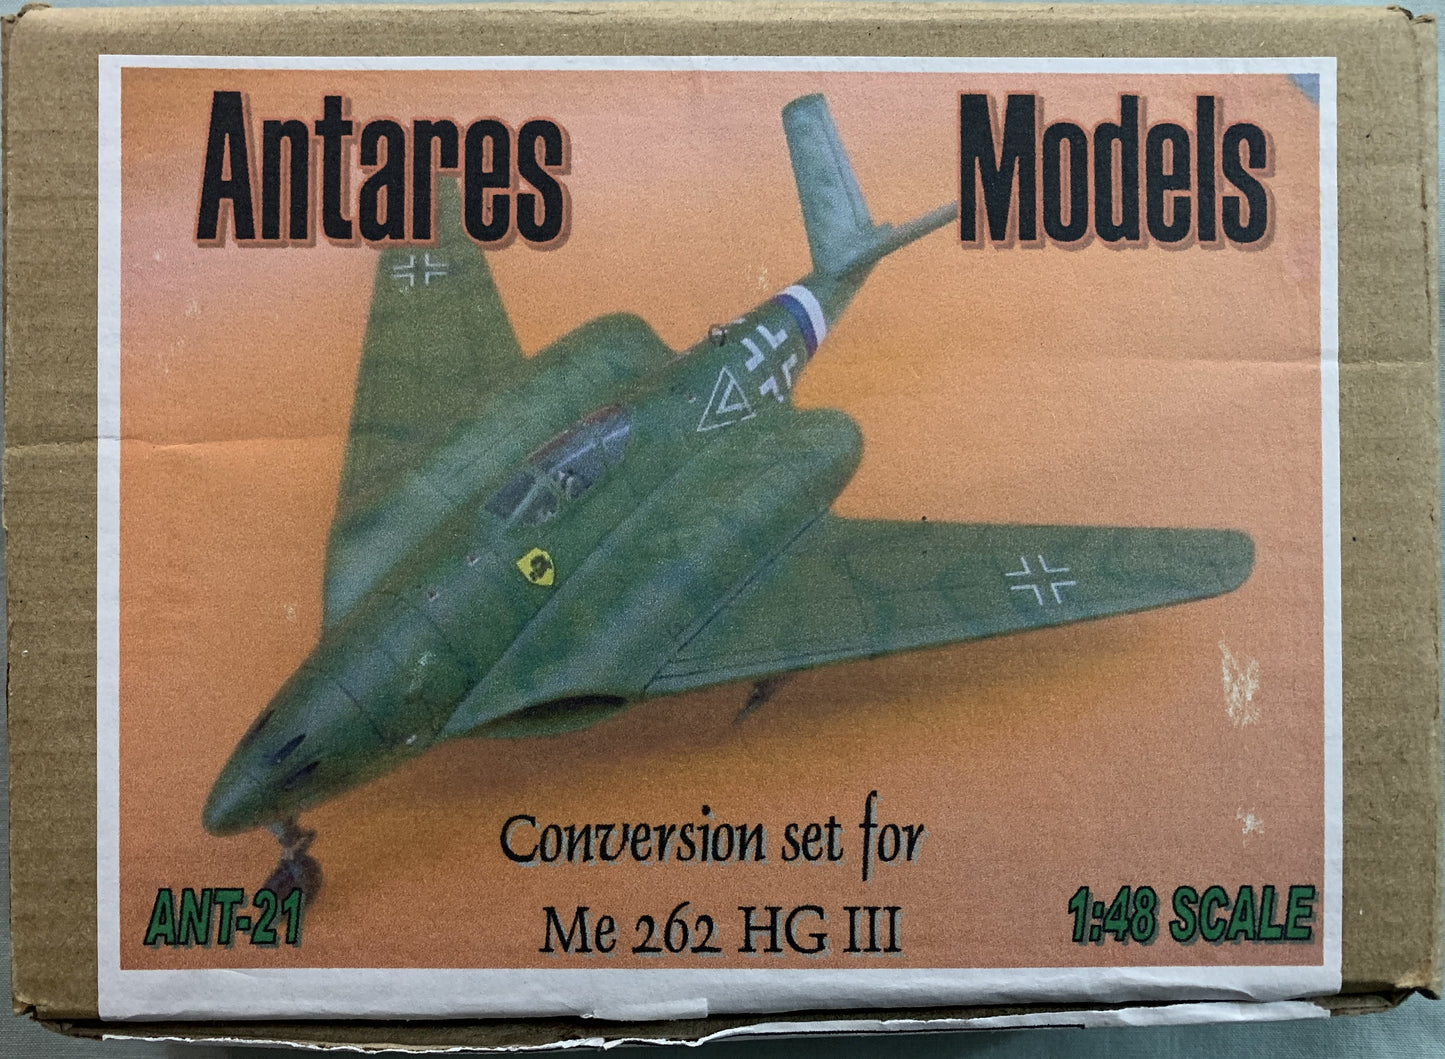 Antares Models
Conversion set for
Me 262 HG III
ANT-21
1:48 SCALE